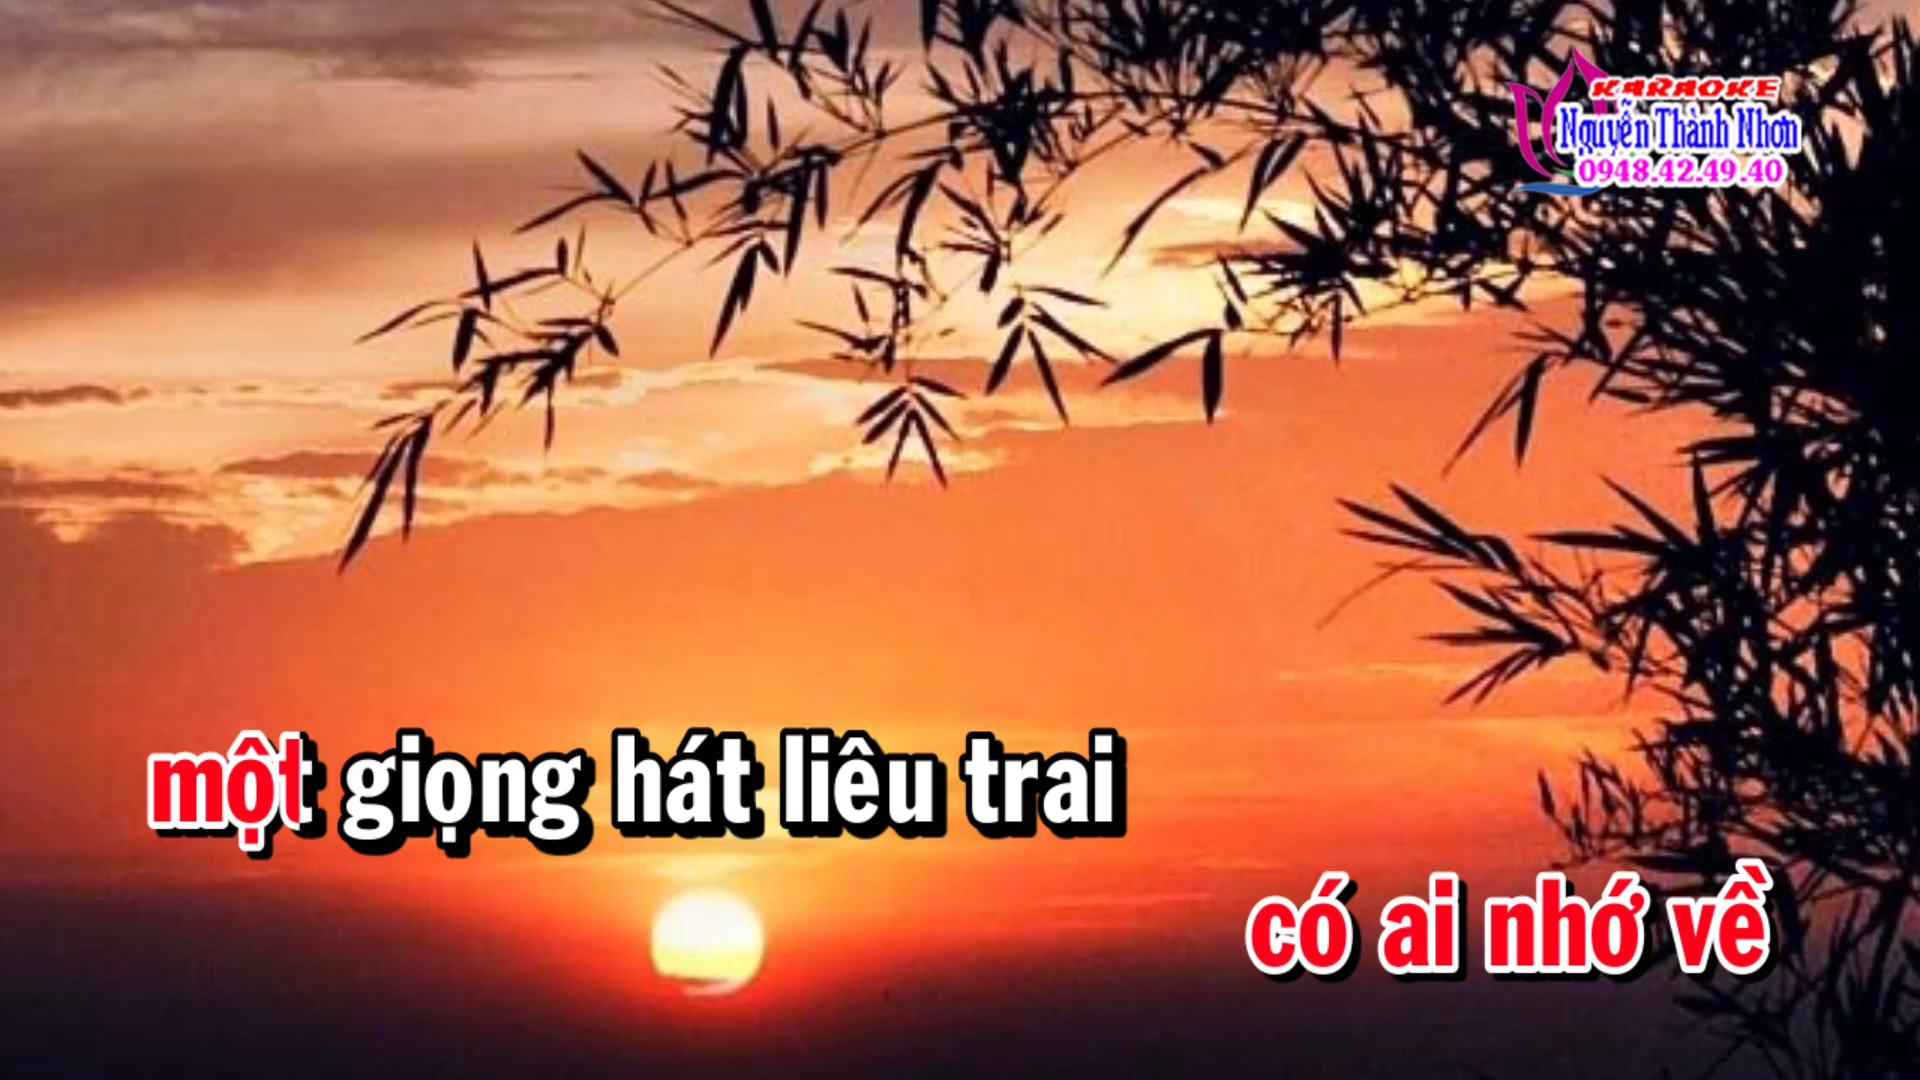 KARAOKE
Nguyễn Thành Nhơn
0948.42.49.40
một giọng hát liêu trai
có ai nhớ về